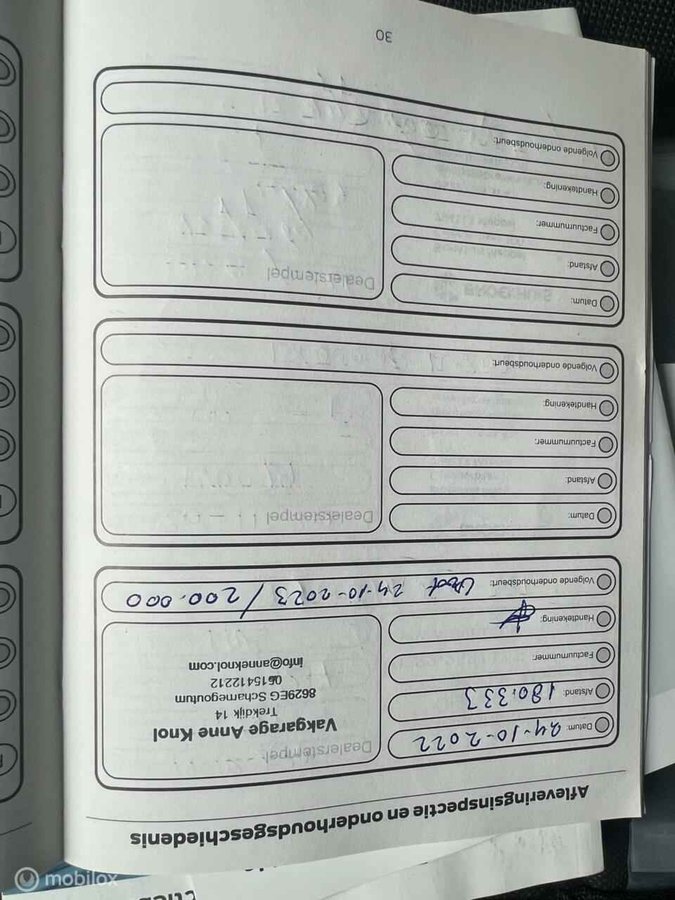 Afleveringsinspectie en onderhoudsgeschiedenis
Datum: 24-10-2022
Afstand: 180.333
Factuurnummer:
Handtekening:
Volgende onderhoudsbeurt: 24-10-2023 / 200.000
Dealerstempel
Vakgarage Anne Knol
Trekdijk 14
8629EG Scharnegoutum
0615412212
info@anneknol.com
Datum:
Afstand:
Factuurnummer:
Handtekening:
Volgende onderhoudsbeurt:
Dealerstempel
Datum:
Afstand:
Factuurnummer:
Handtekening:
Volgende onderhoudsbeurt:
Dealerstempel
30
mobilox